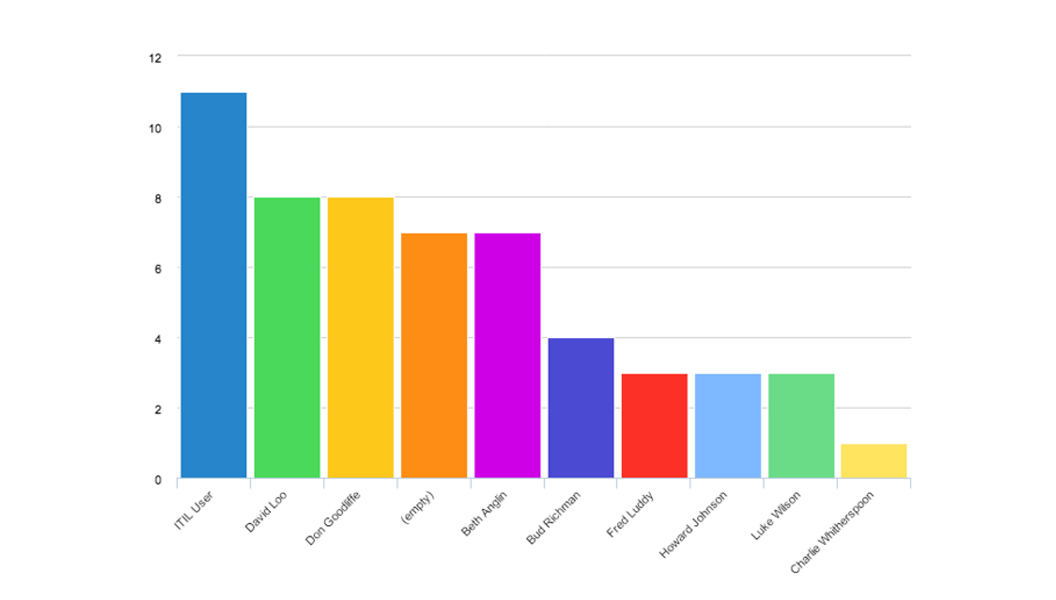 12
10
8
6
4
2
0
ITIL User
David Loo
Don Goodliffe
(empty)
Beth Anglin
Bud Richman
Fred Luddy
Howard Johnson
Luke Wilson
Charlie Whitherspoon